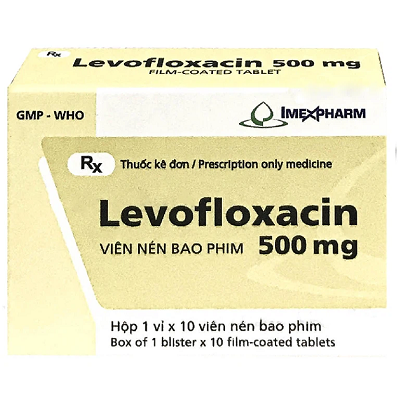 Rx
Levofloxacin 500 mg
FILM-COATED TABLET
GMP - WHO
IMEXPHARM
Rx Thuốc kê đơn / Prescription only medicine
Levofloxacin
VIÊN NÉN BAO PHIM 500 mg
Hộp 1 vỉ x 10 viên nén bao phim
Box of 1 blister x 10 film-coated tablets